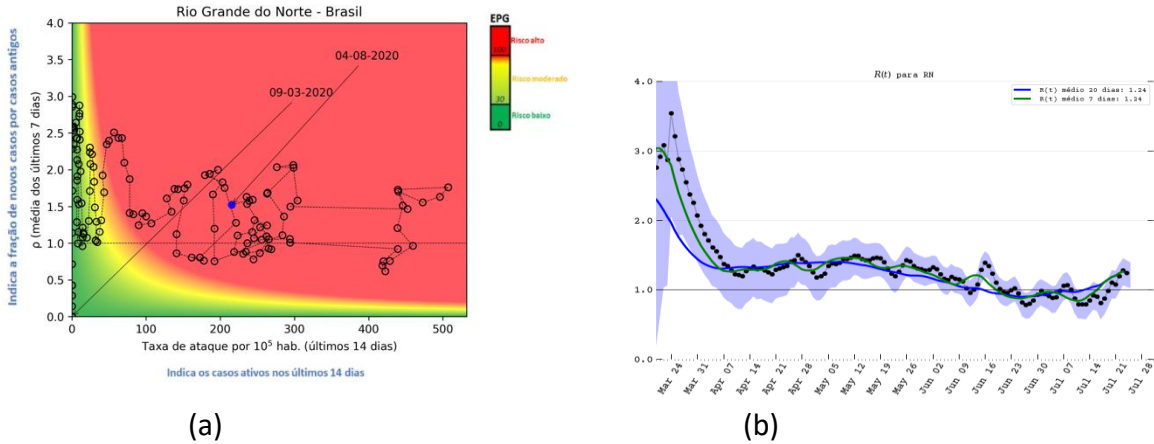 Rio Grande do Norte - Brasil
Indica a fração de novos casos por casos antigos
ρ (média dos últimos 7 dias)
4.0
3.5
3.0
2.5
2.0
1.5
1.0
0.5
0.0
04-08-2020
09-03-2020
0
100
200
300
400
500
Taxa de ataque por 10⁵ hab. (últimos 14 dias)
Indica os casos ativos nos últimos 14 dias
EPG
Risco alto
100
Risco moderado
30
Risco baixo
0
(a)
R(t) para RN
R(t) médio 20 dias: 1.24
R(t) médio 7 dias: 1.24
4.0
3.0
2.0
1.0
0.0
Mar 24
Mar 31
Apr 07
Apr 14
Apr 21
Apr 28
May 05
May 12
May 19
May 26
Jun 02
Jun 09
Jun 16
Jun 23
Jun 30
Jul 07
Jul 14
Jul 21
Jul 28
(b)